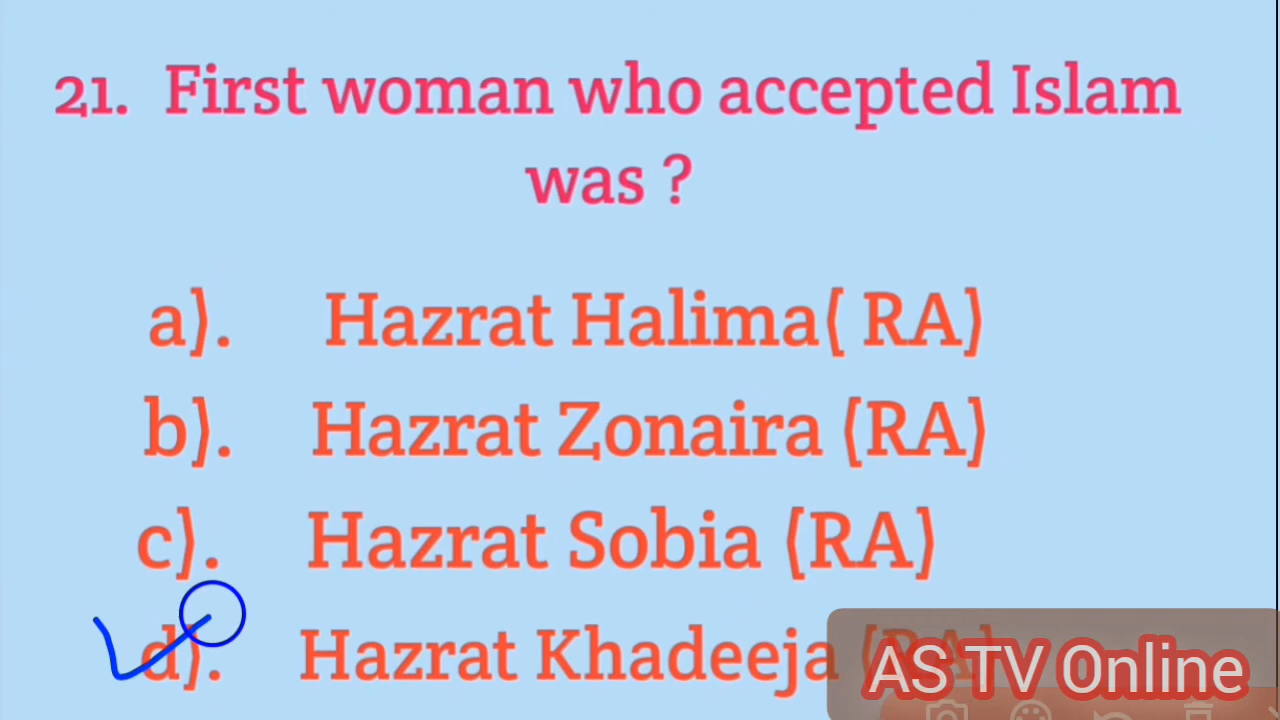 21. First woman who accepted Islam
was ?
a). Hazrat Halima( RA)
b). Hazrat Zonaira (RA)
c). Hazrat Sobia (RA)
d). Hazrat Khadeeja (RA)
AS TV Online